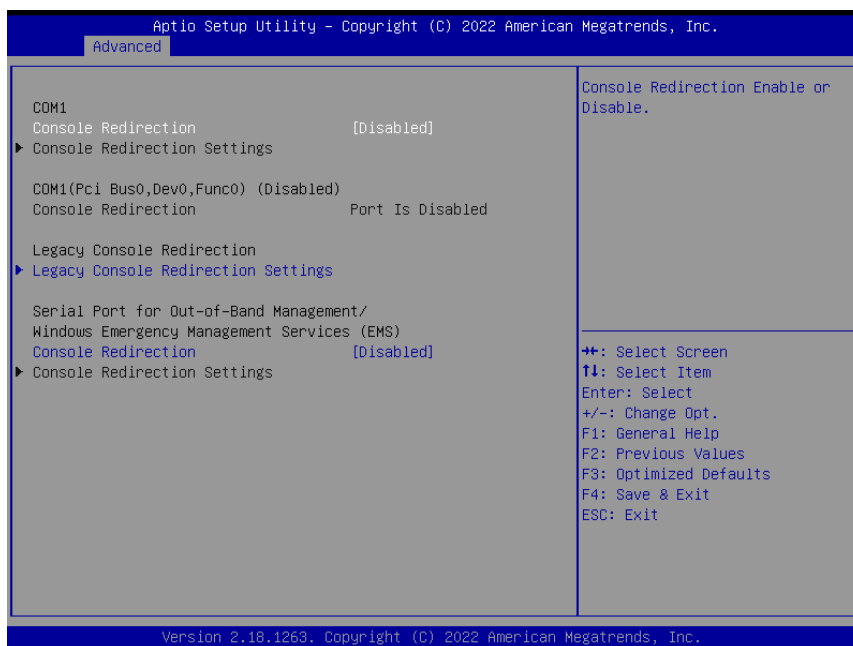 Aptio Setup Utility – Copyright (C) 2022 American Megatrends, Inc.
Advanced
COM1
Console Redirection [Disabled]
Console Redirection Settings
COM1(Pci Bus0,Dev0,Func0) (Disabled)
Console Redirection Port Is Disabled
Legacy Console Redirection
Legacy Console Redirection Settings
Serial Port for Out-of-Band Management/
Windows Emergency Management Services (EMS)
Console Redirection [Disabled]
Console Redirection Settings
Console Redirection Enable or
Disable.
→←: Select Screen
↑↓: Select Item
Enter: Select
+/-: Change Opt.
F1: General Help
F2: Previous Values
F3: Optimized Defaults
F4: Save & Exit
ESC: Exit
Version 2.18.1263. Copyright (C) 2022 American Megatrends, Inc.